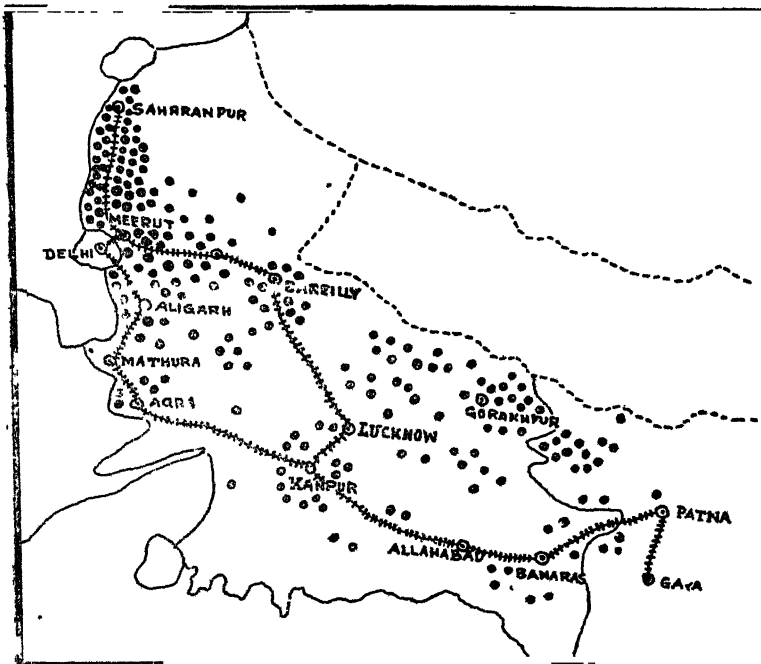 SAHARANPUR
MEERUT
DELHI
BAREILLY
ALIGARH
MATHURA
AGRA
GORAKHPUR
LUCKNOW
KANPUR
PATNA
ALLAHABAD
BANARAS
GAYA